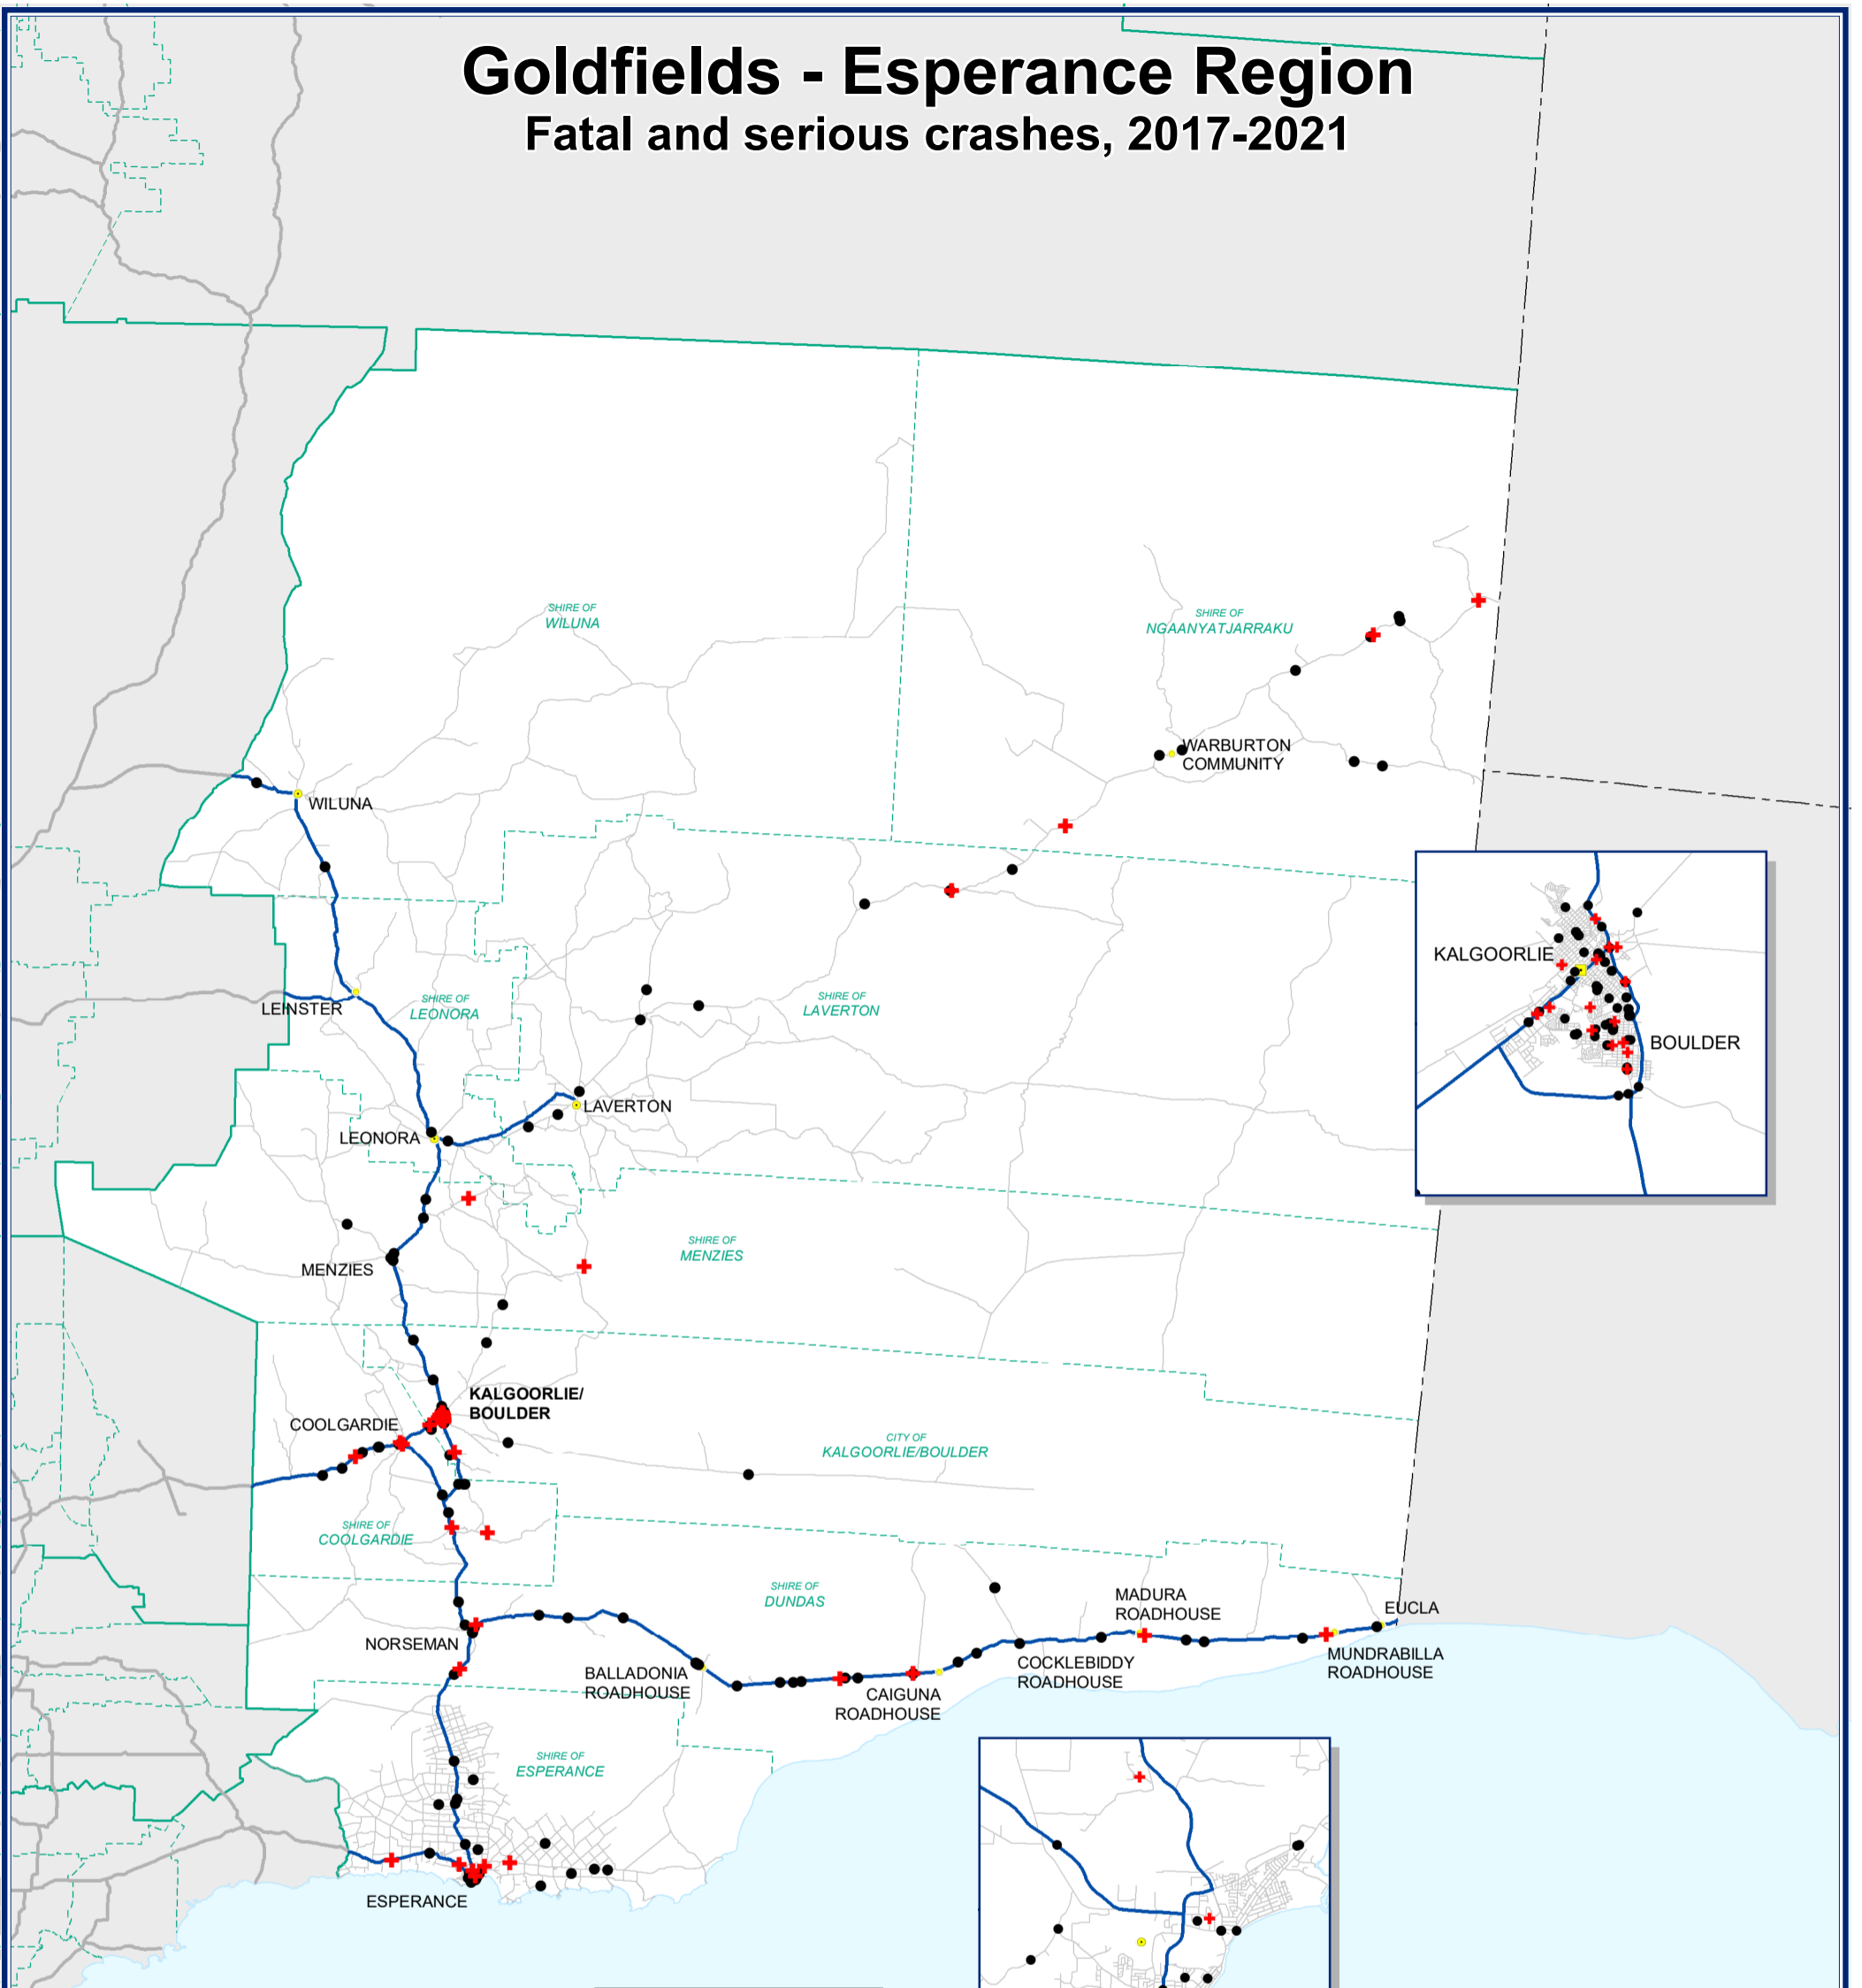 Goldfields - Esperance Region
Fatal and serious crashes, 2017-2021
SHIRE OF
WILUNA
SHIRE OF
NGAANYATJARRAKU
WARBURTON
COMMUNITY
WILUNA
LEINSTER
SHIRE OF
LEONORA
SHIRE OF
LAVERTON
KALGOORLIE
BOULDER
LAVERTON
LEONORA
SHIRE OF
MENZIES
MENZIES
KALGOORLIE/
BOULDER
COOLGARDIE
CITY OF
KALGOORLIE/BOULDER
SHIRE OF
COOLGARDIE
SHIRE OF
DUNDAS
MADURA
ROADHOUSE
EUCLA
NORSEMAN
BALLADONIA
ROADHOUSE
CAIGUNA
ROADHOUSE
COCKLEBIDDY
ROADHOUSE
MUNDRABILLA
ROADHOUSE
SHIRE OF
ESPERANCE
ESPERANCE